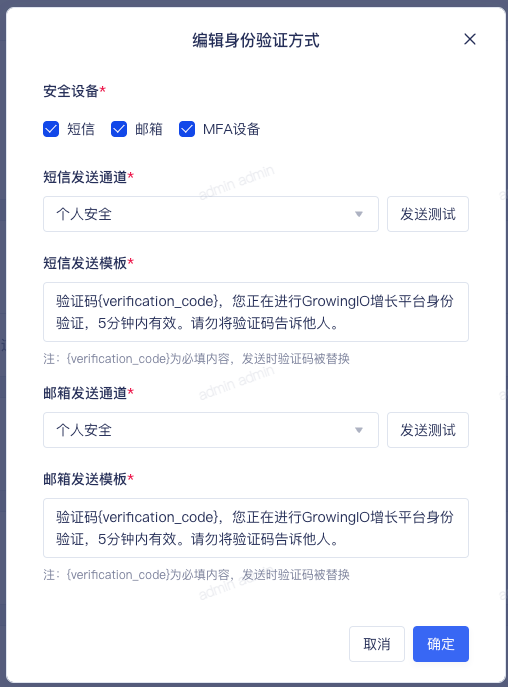 编辑身份验证方式
安全设备*
短信 邮箱 MFA设备
短信发送通道*
admin admin
个人安全 发送测试
短信发送模板*
验证码{verification_code}，您正在进行GrowingIO增长平台身份
验证，5分钟内有效。请勿将验证码告诉他人。
注：{verification_code}为必填内容，发送时验证码被替换
admin admin
邮箱发送通道*
个人安全 发送测试
邮箱发送模板*
验证码{verification_code}，您正在进行GrowingIO增长平台身份
验证，5分钟内有效。请勿将验证码告诉他人。
注：{verification_code}为必填内容，发送时验证码被替换
admin admin
取消 确定